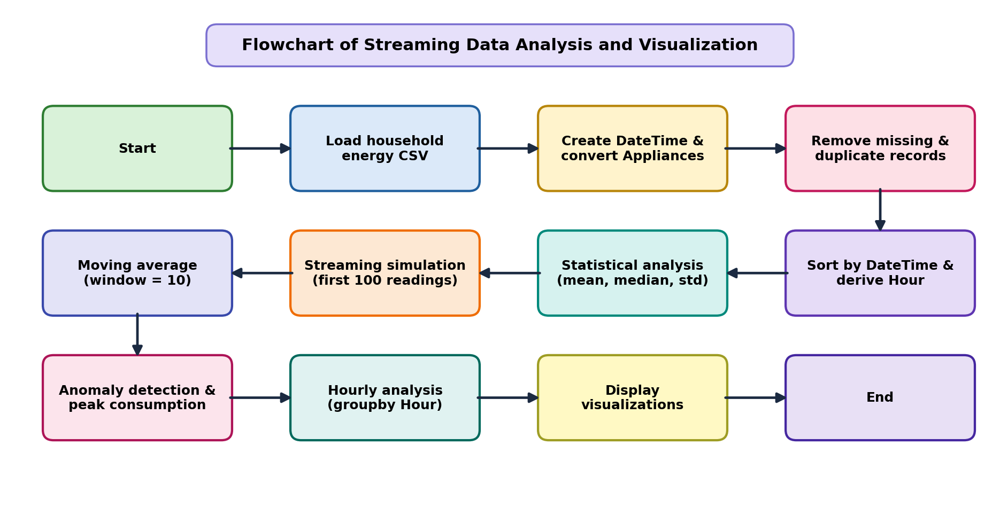 Flowchart of Streaming Data Analysis and Visualization
Start
Load household
energy CSV
Create DateTime &
convert Appliances
Remove missing &
duplicate records
Sort by DateTime &
derive Hour
Statistical analysis
(mean, median, std)
Streaming simulation
(first 100 readings)
Moving average
(window = 10)
Anomaly detection &
peak consumption
Hourly analysis
(groupby Hour)
Display
visualizations
End